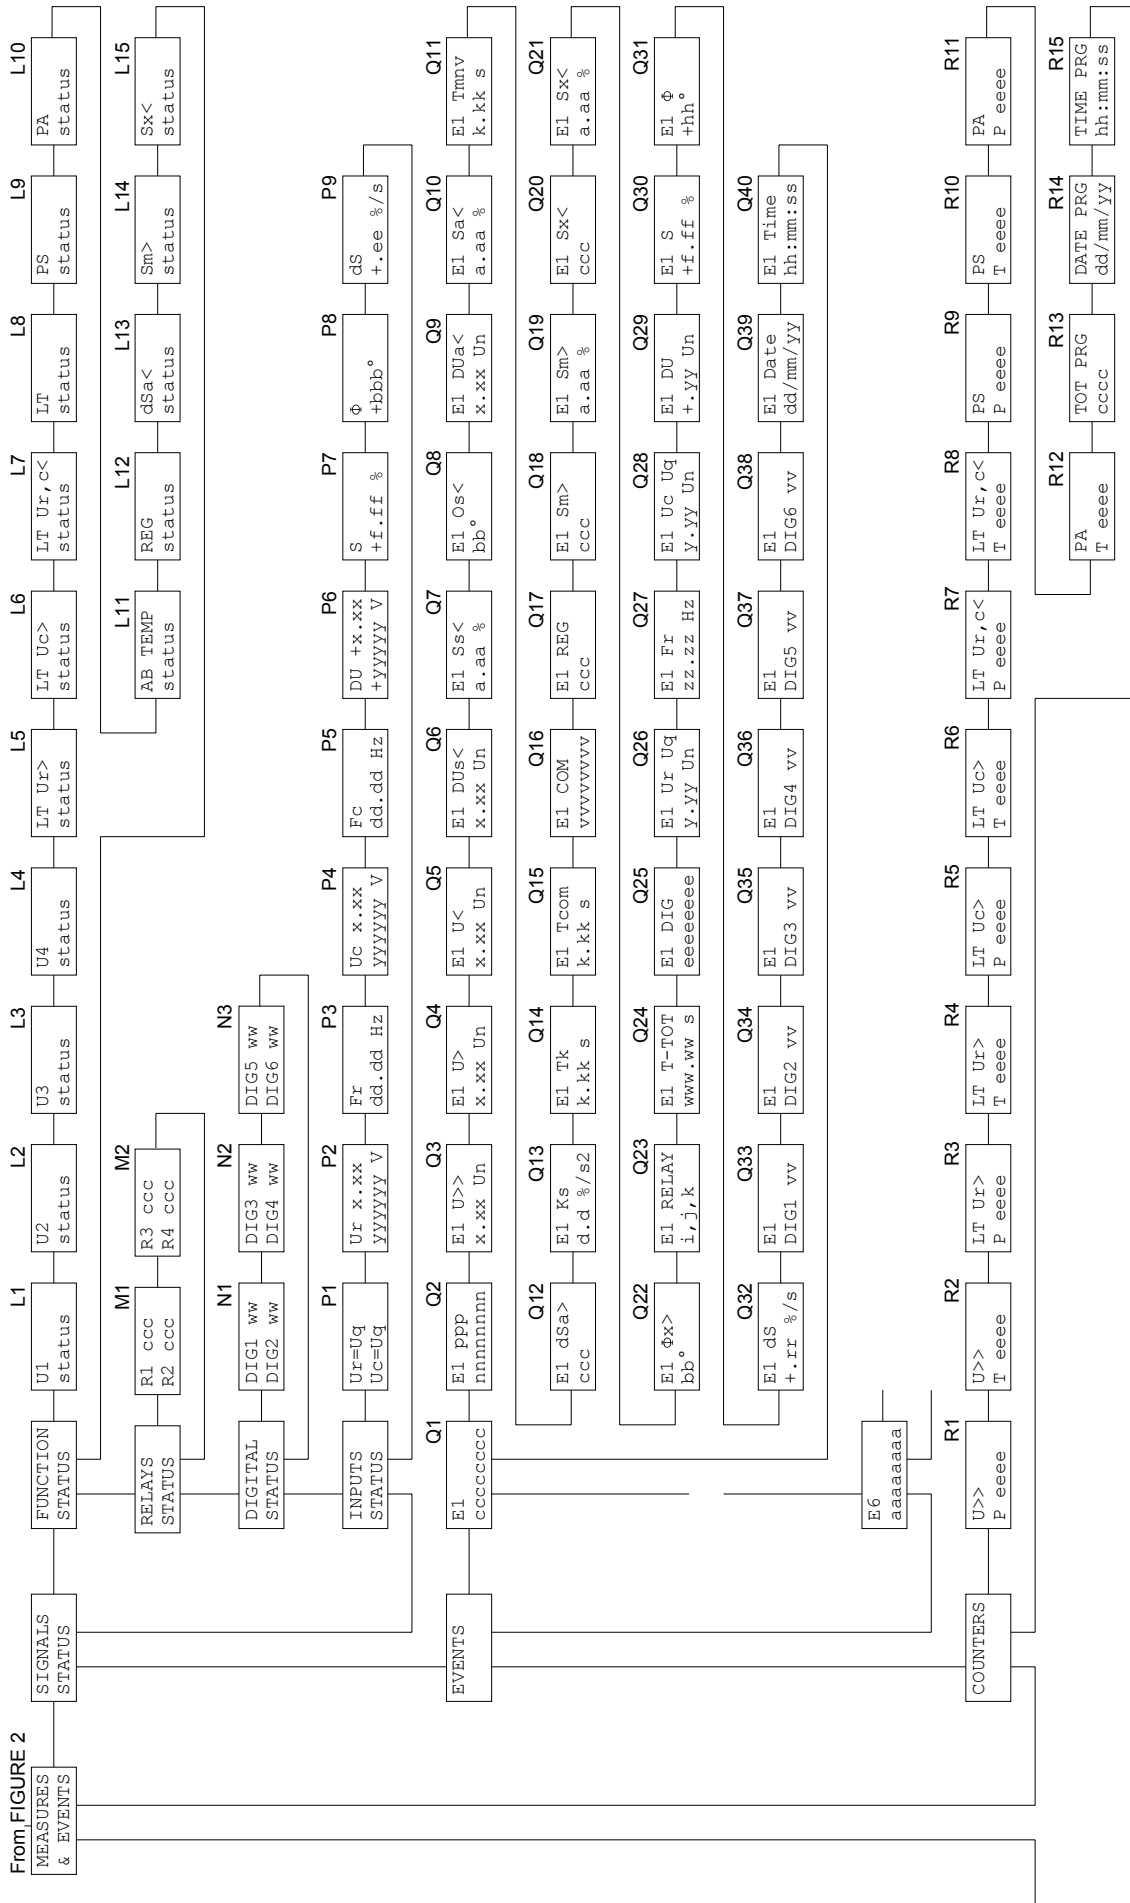 From FIGURE 2
MEASURES
& EVENTS
SIGNALS
STATUS
FUNCTION
STATUS
L1
U1
status
L2
U2
status
L3
U3
status
L4
U4
status
L5
LT Ur>
status
L6
LT Uc>
status
L7
LT Ur,c<
status
L8
LT
status
L9
PS
status
L10
PA
status
L11
AB TEMP
status
L12
REG
status
L13
dSa<
status
L14
Sm>
status
L15
Sx<
status
RELAYS
STATUS
M1
R1 ccc
R2 ccc
M2
R3 ccc
R4 ccc
DIGITAL
STATUS
N1
DIG1 ww
DIG2 ww
N2
DIG3 ww
DIG4 ww
N3
DIG5 ww
DIG6 ww
INPUTS
STATUS
P1
Ur=Uq
Uc=Uq
P2
Ur x.xx
yyyyyy V
P3
Fr
dd.dd Hz
P4
Uc x.xx
yyyyyy V
P5
Fc
dd.dd Hz
P6
DU +x.xx
+yyyyy V
P7
S
+f.ff %
P8
Φ
+bbb°
P9
dS
+.ee %/s
EVENTS
Q1
E1
ccccccccc
Q2
E1 ppp
nnnnnnnn
Q3
E1 U>>
x.xx Un
Q4
E1 U>
x.xx Un
Q5
E1 U<
x.xx Un
Q6
E1 DUs<
x.xx Un
Q7
E1 Ss<
a.aa %
Q8
E1 Os<
bb°
Q9
E1 DUa<
x.xx Un
Q10
E1 Sa<
a.aa %
Q11
E1 Tmnv
k.kk s
Q12
E1 dSa>
ccc
Q13
E1 Ks
d.d %/s2
Q14
E1 Tk
k.kk s
Q15
E1 Tcom
k.kk s
Q16
E1 COM
vvvvvvvv
Q17
E1 REG
ccc
Q18
E1 Sm>
ccc
Q19
E1 Sm>
a.aa %
Q20
E1 Sx<
ccc
Q21
E1 Sx<
a.aa %
Q22
E1 Φx>
bb°
Q23
E1 RELAY
i,j,k
Q24
E1 T-TOT
www.ww s
Q25
E1 DIG
eeeeeeee
Q26
E1 Ur Uq
y.yy Un
Q27
E1 Fr
zz.zz Hz
Q28
E1 Uc Uq
y.yy Un
Q29
E1 DU
+.yy Un
Q30
E1 S
+f.ff %
Q31
E1 Φ
+hh°
Q32
E1 dS
+.rr %/s
Q33
E1
DIG1 vv
Q34
E1
DIG2 vv
Q35
E1
DIG3 vv
Q36
E1
DIG4 vv
Q37
E1
DIG5 vv
Q38
E1
DIG6 vv
Q39
E1 Date
dd/mm/yy
Q40
E1 Time
hh:mm:ss
E6
aaaaaaaaa
COUNTERS
R1
U>>
P eeee
R2
U>>
T eeee
R3
LT Ur>
P eeee
R4
LT Ur>
T eeee
R5
LT Uc>
P eeee
R6
LT Uc>
T eeee
R7
LT Ur,c<
P eeee
R8
LT Ur,c<
T eeee
R9
PS
P eeee
R10
PS
T eeee
R11
PA
P eeee
R12
PA
T eeee
R13
TOT PRG
cccc
R14
DATE PRG
dd/mm/yy
R15
TIME PRG
hh:mm:ss